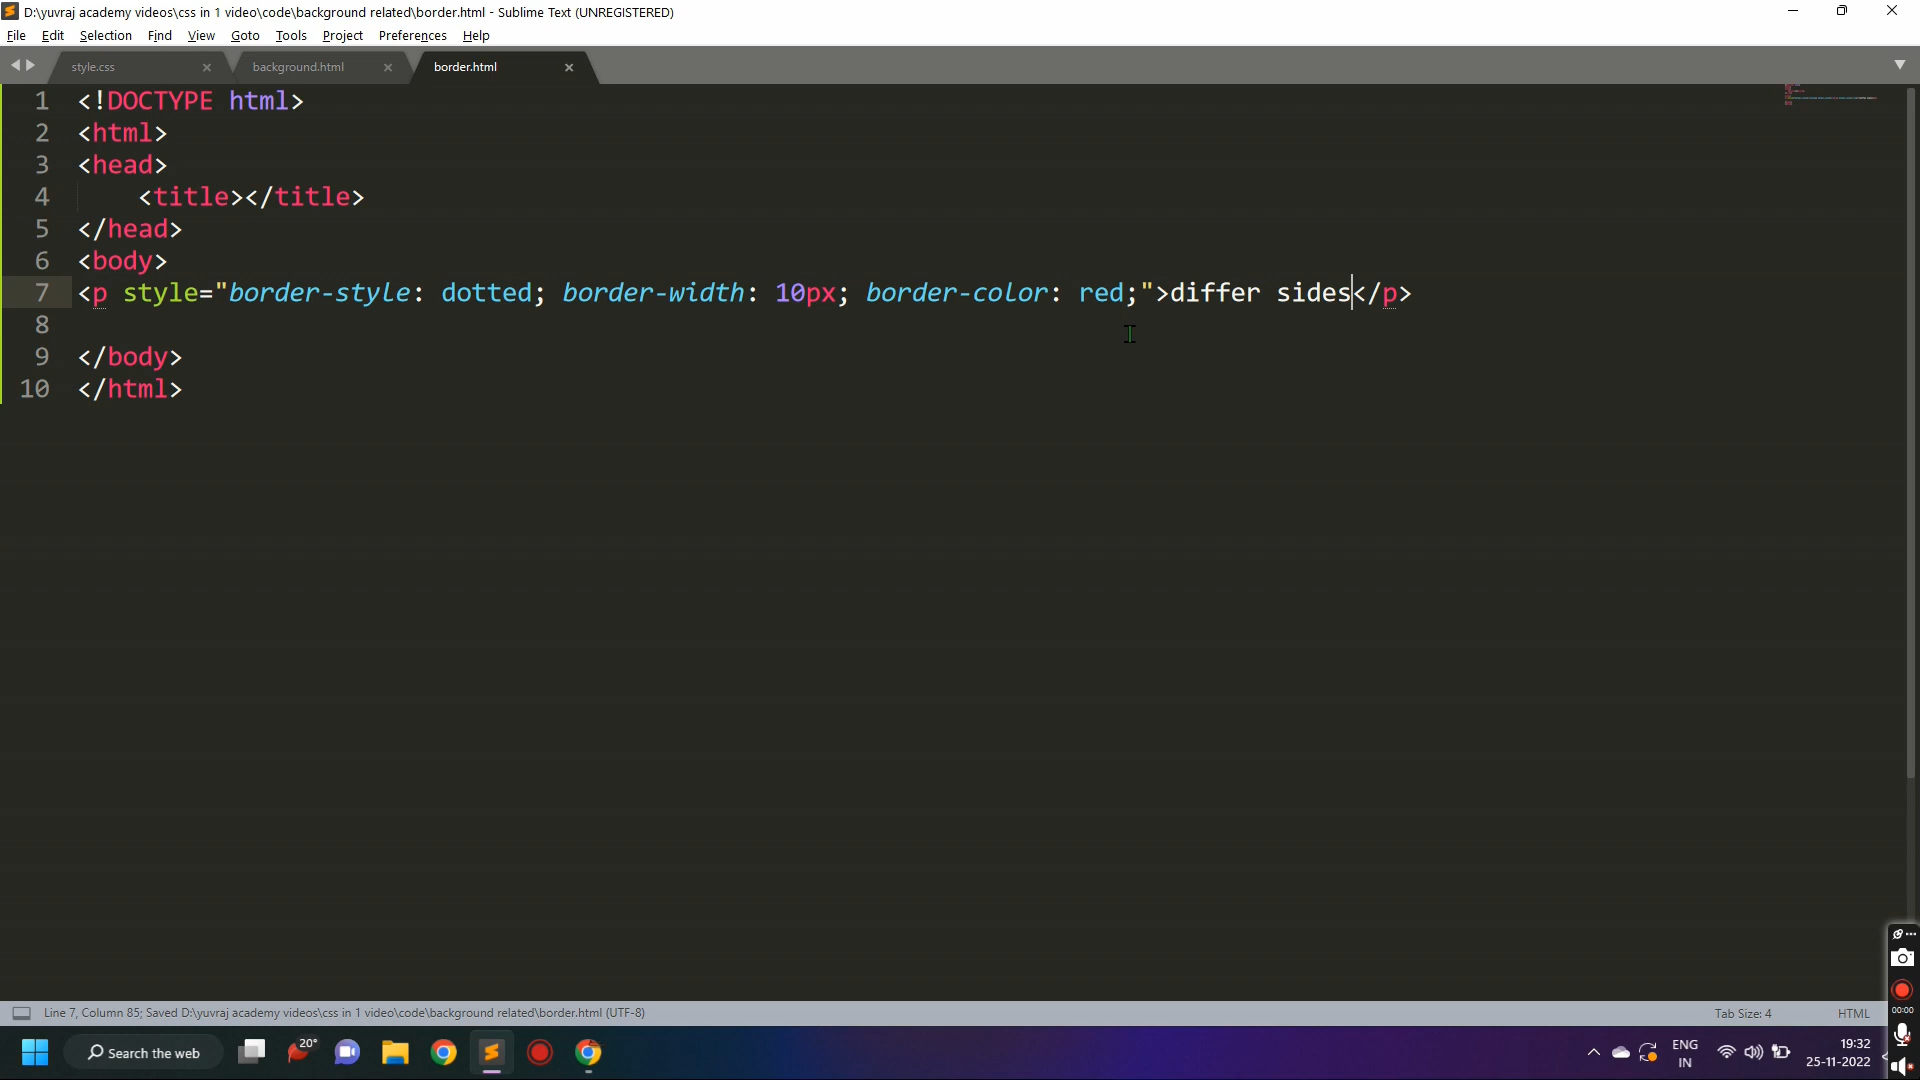 D:\yuvraj academy videos\css in 1 video\code\background related\border.html - Sublime Text (UNREGISTERED)
File Edit Selection Find View Goto Tools Project Preferences Help
style.css background.html border.html
1 <!DOCTYPE html>
2 <html>
3 <head>
4 <title></title>
5 </head>
6 <body>
7 <p style="border-style: dotted; border-width: 10px; border-color: red;">differ sides</p>
8
9 </body>
10 </html>
00:00
Line 7, Column 85; Saved D:\yuvraj academy videos\css in 1 video\code\background related\border.html (UTF-8) Tab Size: 4 HTML
Search the web 20° ENG IN 19:32
25-11-2022